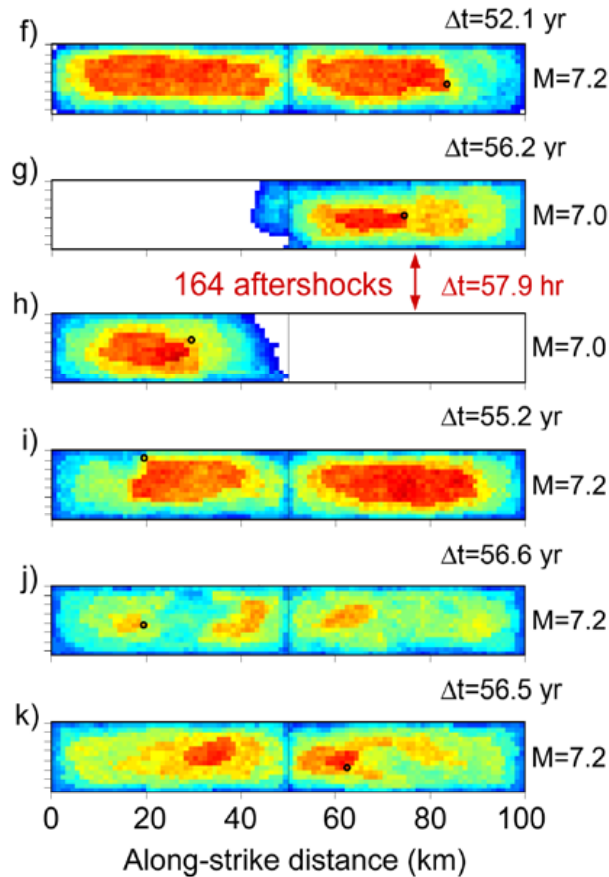 f)
Δt=52.1 yr
M=7.2
Δt=56.2 yr
g)
M=7.0
164 aftershocks
Δt=57.9 hr
h)
M=7.0
Δt=55.2 yr
i)
M=7.2
Δt=56.6 yr
j)
M=7.2
Δt=56.5 yr
k)
M=7.2
0 20 40 60 80 100
Along-strike distance (km)